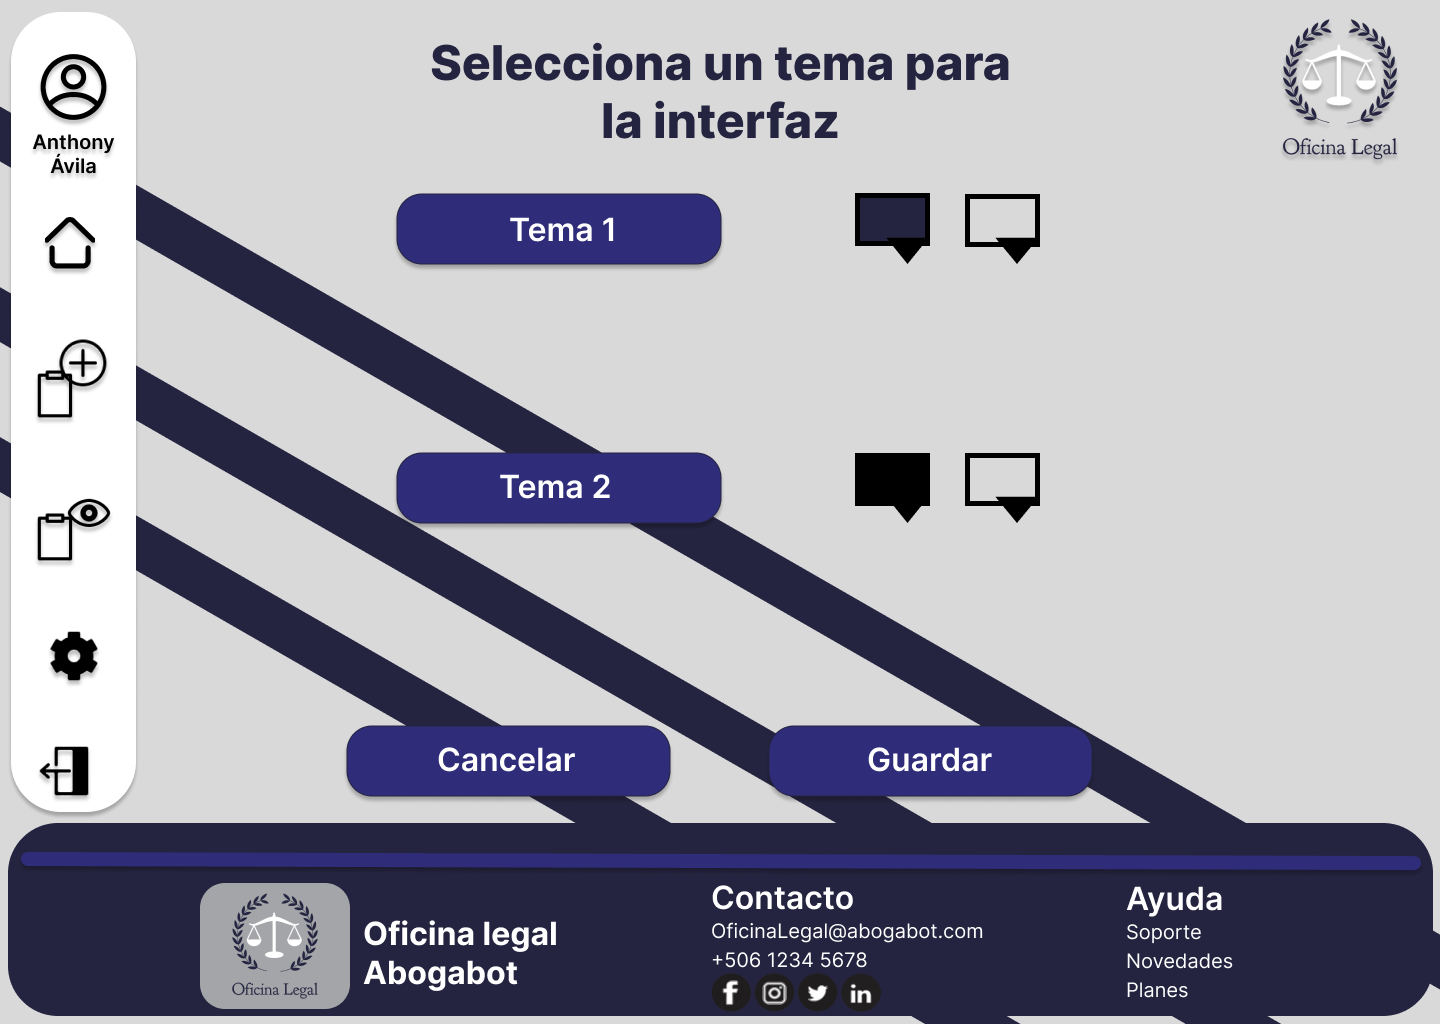 Selecciona un tema para
la interfaz
Oficina Legal
Anthony
Ávila
Tema 1
Tema 2
Cancelar
Guardar
Oficina Legal
Oficina legal
Abogabot
Contacto
OficinaLegal@abogabot.com
+506 1234 5678
Ayuda
Soporte
Novedades
Planes